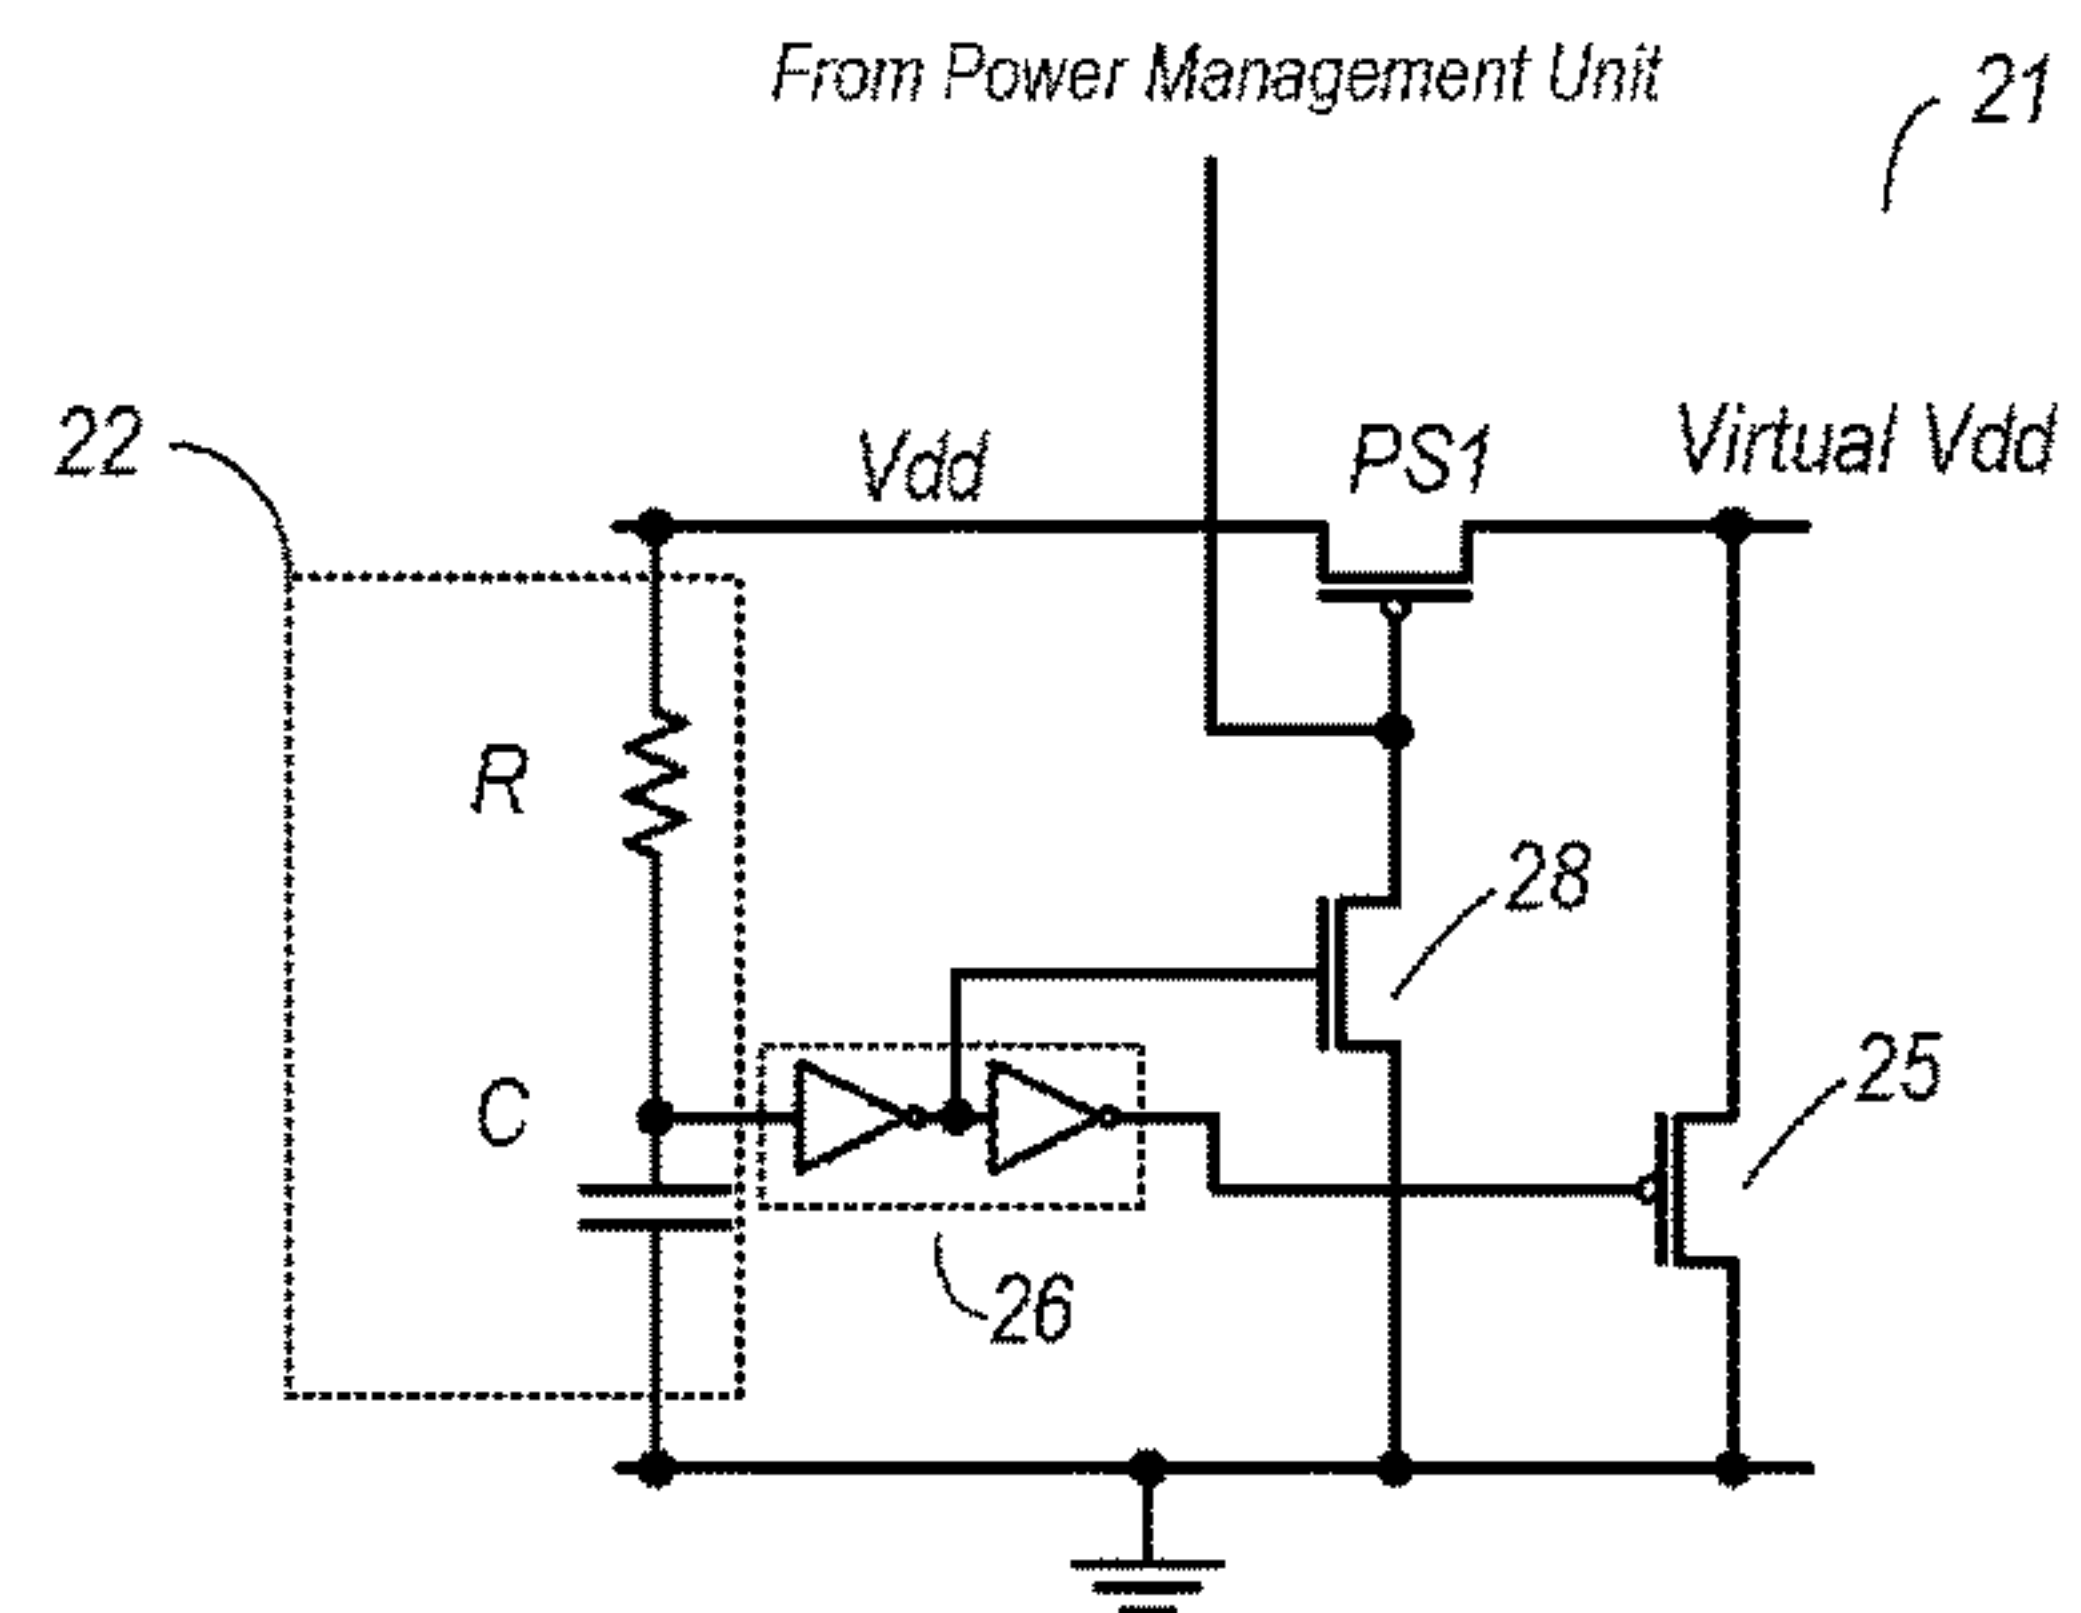 From Power Management Unit
21
22
Vdd
PS1
Virtual Vdd
R
28
C
25
26